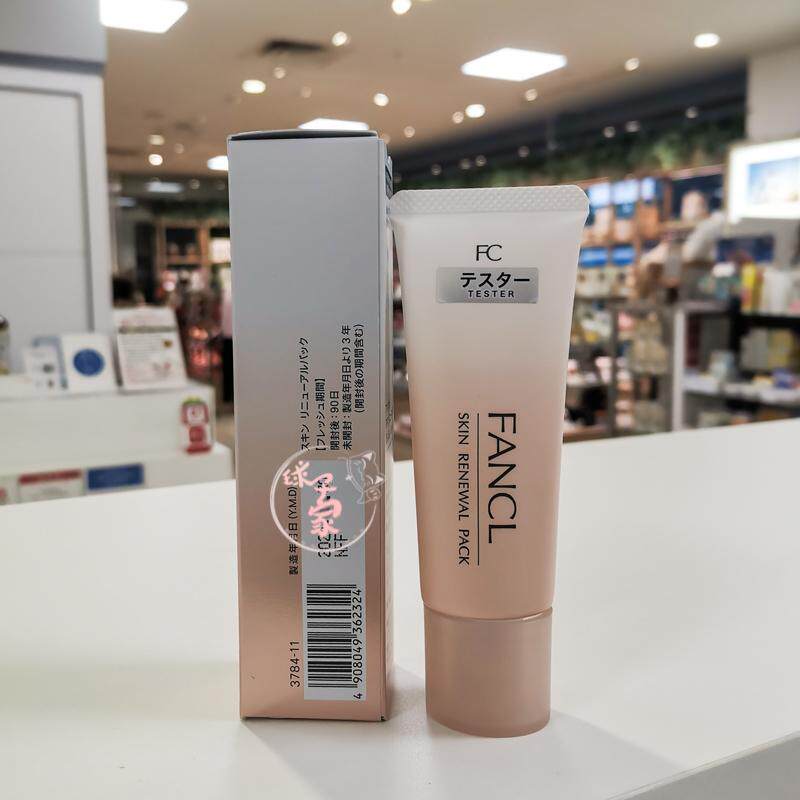 スキン リニューアルパック
【フレッシュ期間】
開封後：90日
未開封：製造年月日より３年
(開封後の期間含む)
製造年月日(Y.M.D)
3784-11
4 908049 362324
FC
テスター
TESTER
FANCL
SKIN RENEWAL PACK